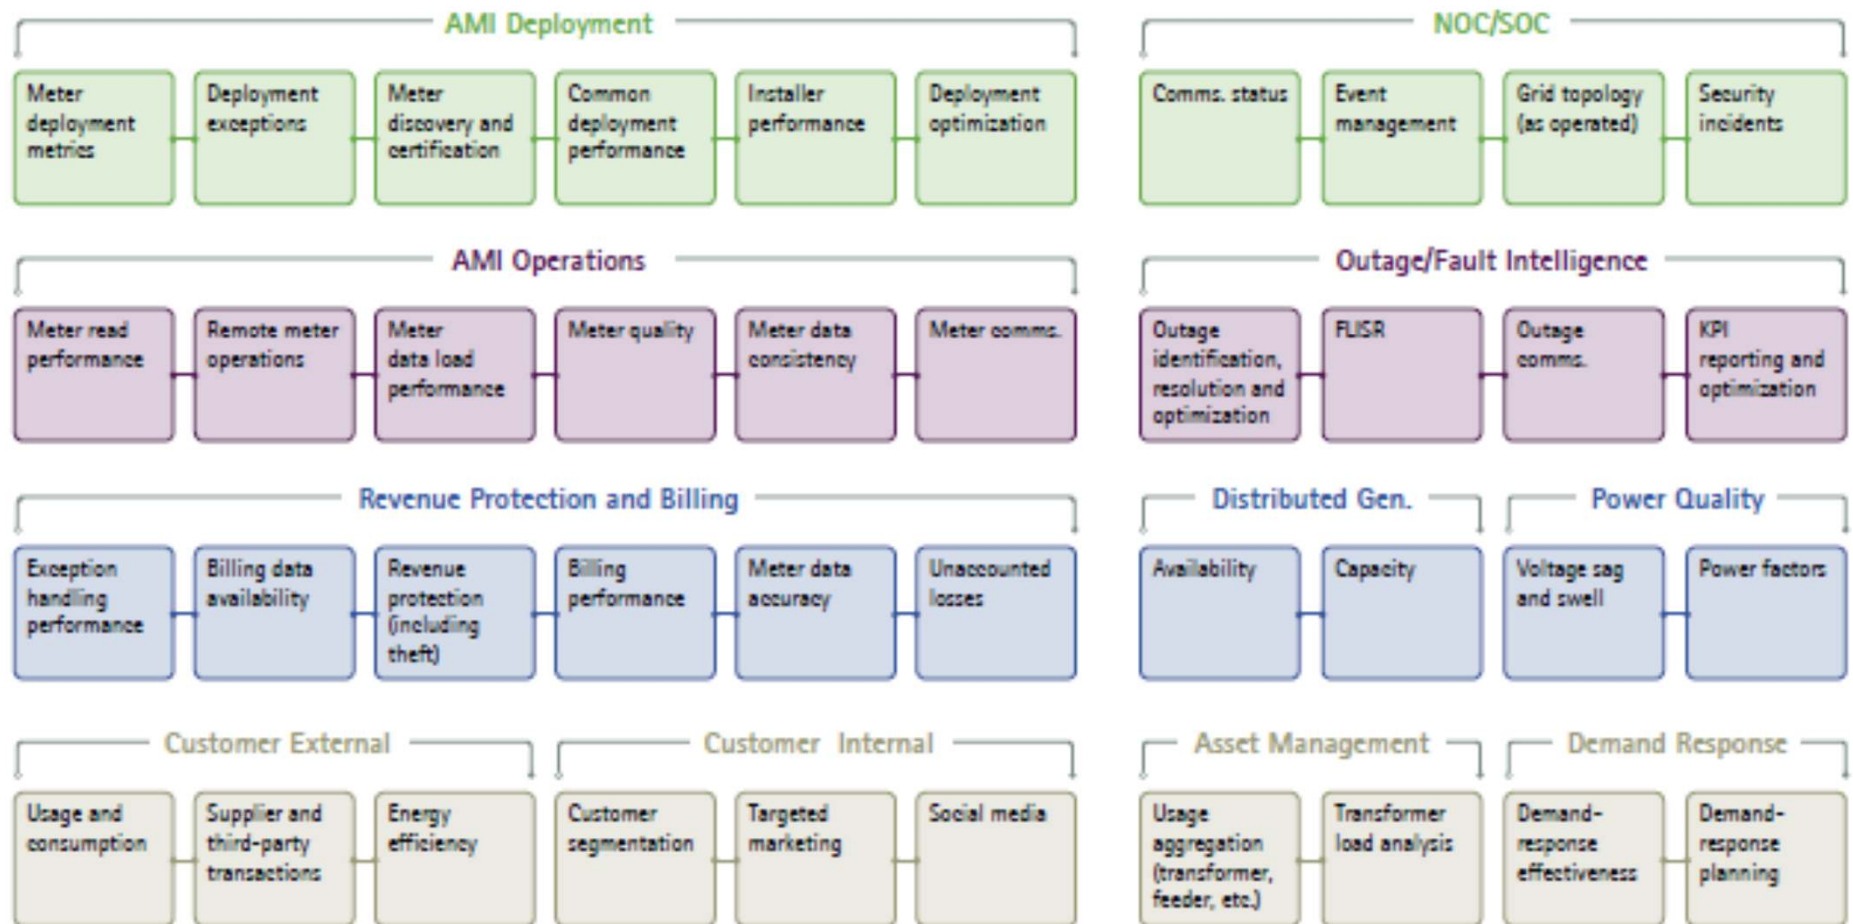 AMI Deployment
Meter
deployment
metrics
Deployment
exceptions
Meter
discovery and
certification
Common
deployment
performance
Installer
performance
Deployment
optimization
NOC/SOC
Comms. status
Event
management
Grid topology
(as operated)
Security
incidents
AMI Operations
Meter read
performance
Remote meter
operations
Meter
data load
performance
Meter quality
Meter data
consistency
Meter comms.
Outage/Fault Intelligence
Outage
identification,
resolution and
optimization
FLISR
Outage
comms.
KPI
reporting and
optimization
Revenue Protection and Billing
Exception
handling
performance
Billing data
availability
Revenue
protection
(including
theft)
Billing
performance
Meter data
accuracy
Unaccounted
losses
Distributed Gen.
Availability
Capacity
Power Quality
Voltage sag
and swell
Power factors
Customer External
Usage and
consumption
Supplier and
third-party
transactions
Energy
efficiency
Customer Internal
Customer
segmentation
Targeted
marketing
Social media
Asset Management
Usage
aggregation
(transformer,
feeder, etc.)
Transformer
load analysis
Demand Response
Demand-
response
effectiveness
Demand-
response
planning